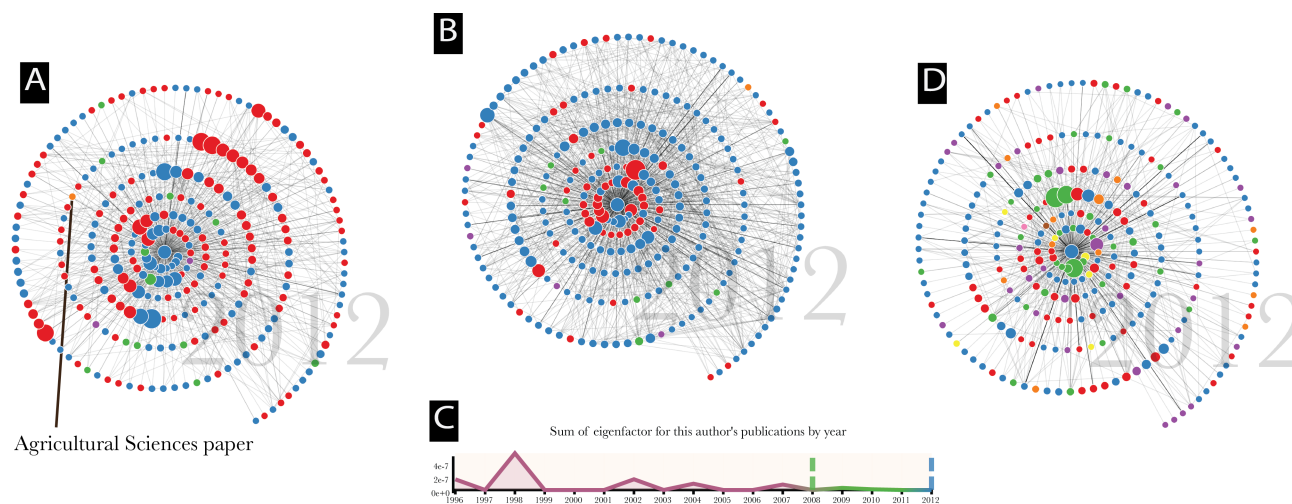 A
B
D
2012
2012
2012
Agricultural Sciences paper
C
Sum of eigenfactor for this author's publications by year
4e-7
2e-7
0e+0
1996 1997 1998 1999 2000 2001 2002 2003 2004 2005 2006 2007 2008 2009 2010 2011 2012